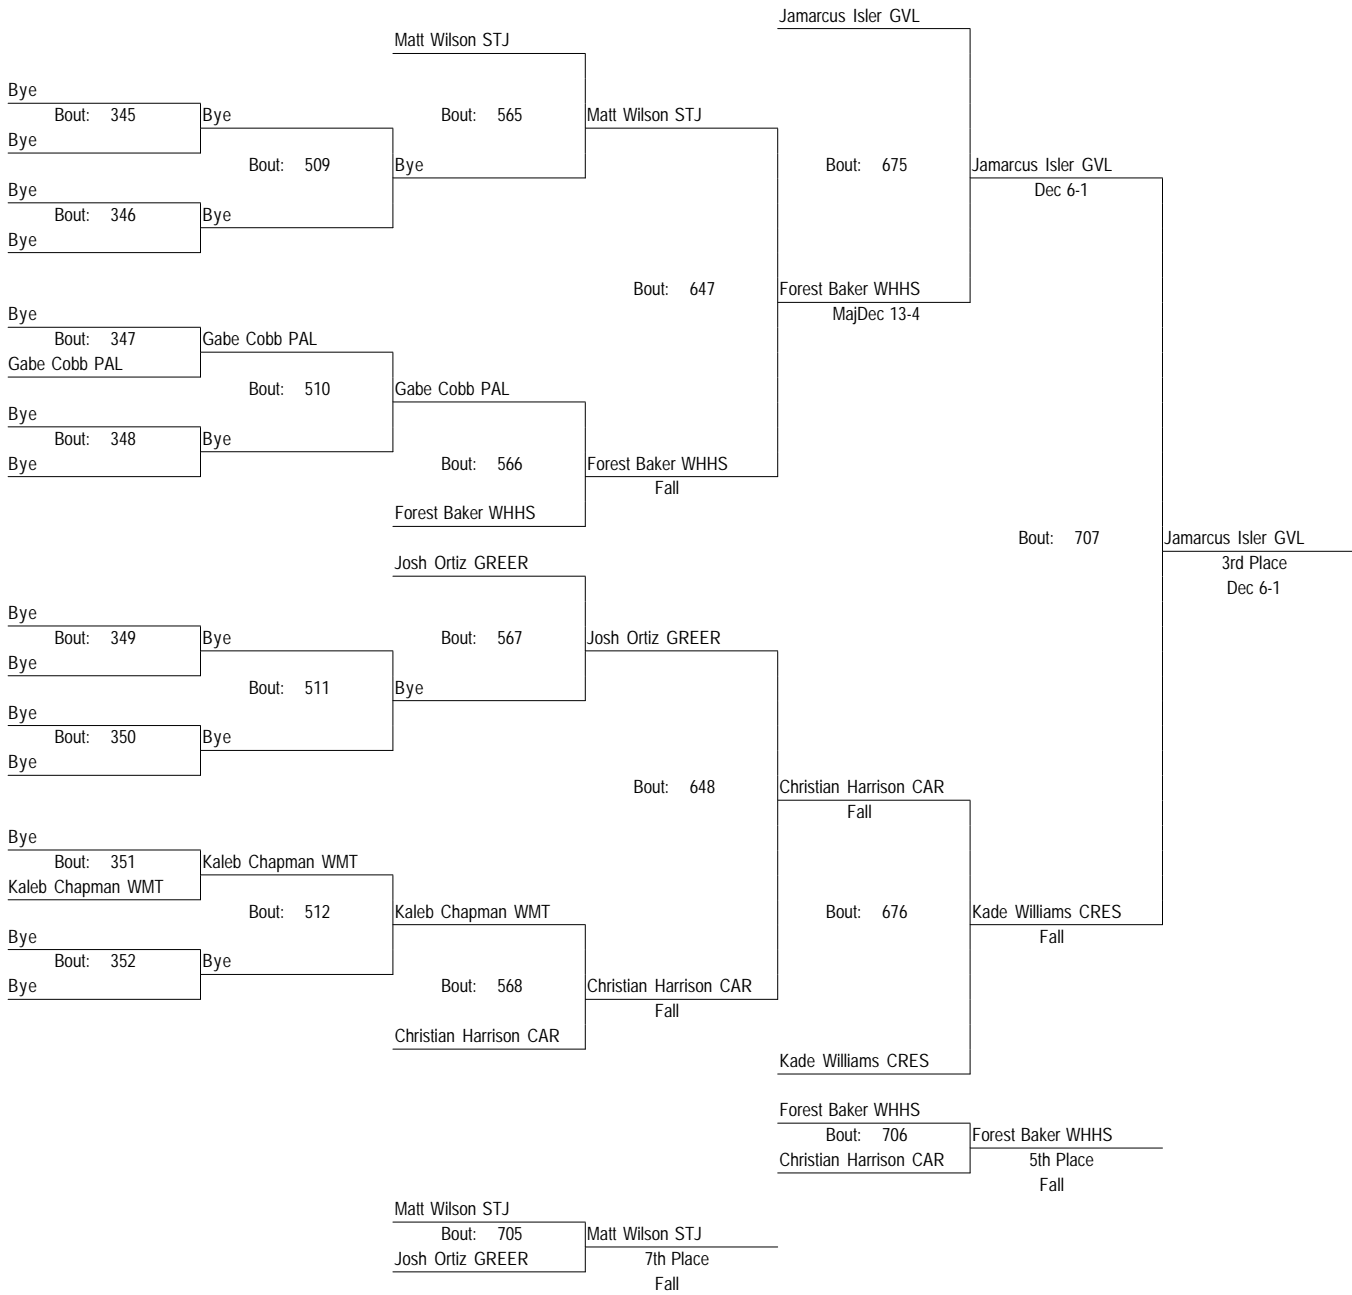 Jamarcus Isler GVL
Matt Wilson STJ
Bye
Bout: 345
Bye
Bout: 565
Matt Wilson STJ
Bye
Bout: 509
Bye
Bout: 675
Jamarcus Isler GVL
Dec 6-1
Bye
Bout: 346
Bye
Bye
Bout: 647
Forest Baker WHHS
MajDec 13-4
Bye
Bout: 347
Gabe Cobb PAL
Gabe Cobb PAL
Bout: 510
Gabe Cobb PAL
Bye
Bout: 348
Bye
Bye
Bout: 566
Forest Baker WHHS
Fall
Forest Baker WHHS
Bout: 707
Jamarcus Isler GVL
3rd Place
Dec 6-1
Josh Ortiz GREER
Bye
Bout: 349
Bye
Bout: 567
Josh Ortiz GREER
Bye
Bout: 511
Bye
Bye
Bout: 350
Bye
Bye
Bout: 648
Christian Harrison CAR
Fall
Bye
Bout: 351
Kaleb Chapman WMT
Kaleb Chapman WMT
Bout: 512
Kaleb Chapman WMT
Bout: 676
Kade Williams CRES
Fall
Bye
Bout: 352
Bye
Bye
Bout: 568
Christian Harrison CAR
Fall
Christian Harrison CAR
Kade Williams CRES
Forest Baker WHHS
Bout: 706
Forest Baker WHHS
Christian Harrison CAR
5th Place
Fall
Matt Wilson STJ
Bout: 705
Matt Wilson STJ
Josh Ortiz GREER
7th Place
Fall